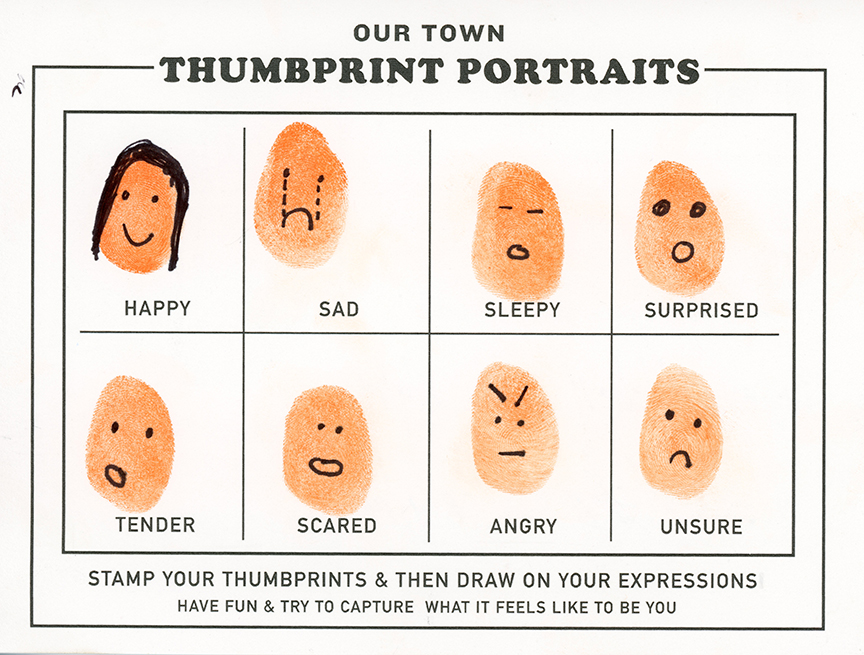 OUR TOWN
THUMBPRINT PORTRAITS
HAPPY SAD SLEEPY SURPRISED
TENDER SCARED ANGRY UNSURE
STAMP YOUR THUMBPRINTS & THEN DRAW ON YOUR EXPRESSIONS
HAVE FUN & TRY TO CAPTURE WHAT IT FEELS LIKE TO BE YOU